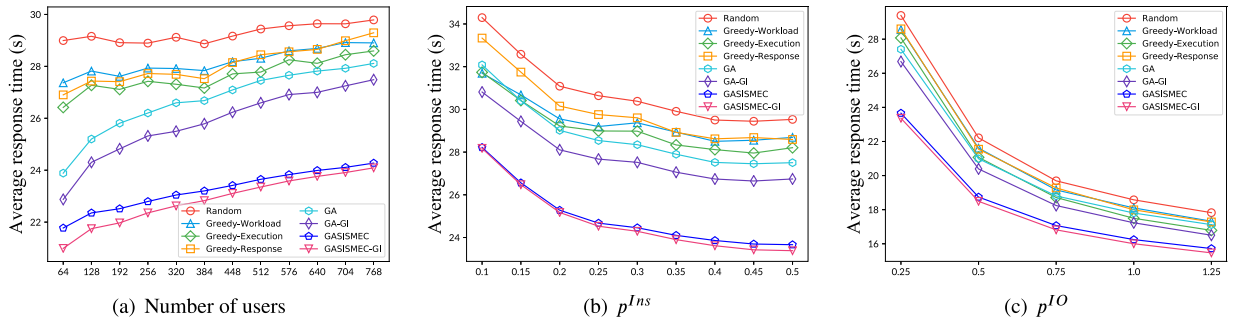 Average response time (s)
30
28
26
24
22
Random
Greedy-Workload
Greedy-Execution
Greedy-Response
GA
GA-GI
GASISMEC
GASISMEC-GI
64 128 192 256 320 384 448 512 576 640 704 768
(a) Number of users
Average response time (s)
34
32
30
28
26
24
Random
Greedy-Workload
Greedy-Execution
Greedy-Response
GA
GA-GI
GASISMEC
GASISMEC-GI
0.1 0.15 0.2 0.25 0.3 0.35 0.4 0.45 0.5
(b) p^{Ins}
Average response time (s)
28
26
24
22
20
18
16
Random
Greedy-Workload
Greedy-Execution
Greedy-Response
GA
GA-GI
GASISMEC
GASISMEC-GI
0.25 0.5 0.75 1.0 1.25
(c) p^{IO}